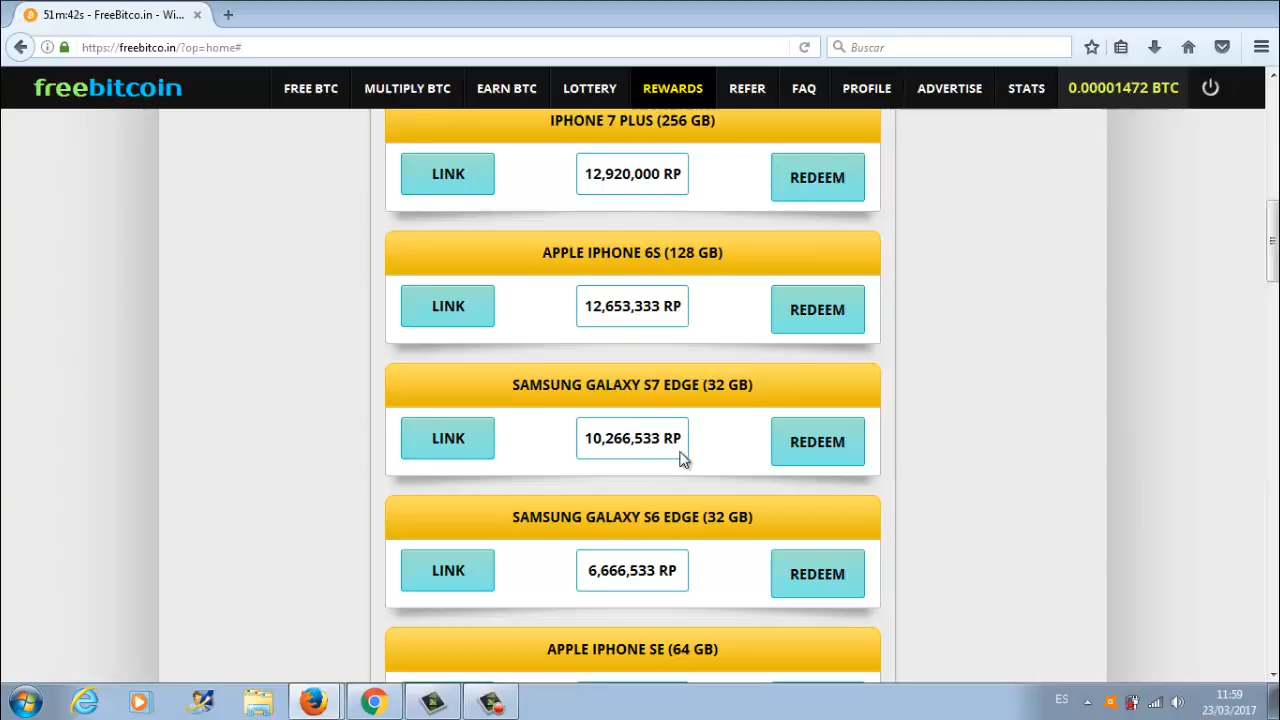 51m:42s - FreeBitco.in - Wi...
https://freebitco.in/?op=home#
Buscar
freebitcoin
FREE BTC
MULTIPLY BTC
EARN BTC
LOTTERY
REWARDS
REFER
FAQ
PROFILE
ADVERTISE
STATS
0.00001472 BTC
IPHONE 7 PLUS (256 GB)
LINK
12,920,000 RP
REDEEM
APPLE IPHONE 6S (128 GB)
LINK
12,653,333 RP
REDEEM
SAMSUNG GALAXY S7 EDGE (32 GB)
LINK
10,266,533 RP
REDEEM
SAMSUNG GALAXY S6 EDGE (32 GB)
LINK
6,666,533 RP
REDEEM
APPLE IPHONE SE (64 GB)
ES
11:59
23/03/2017